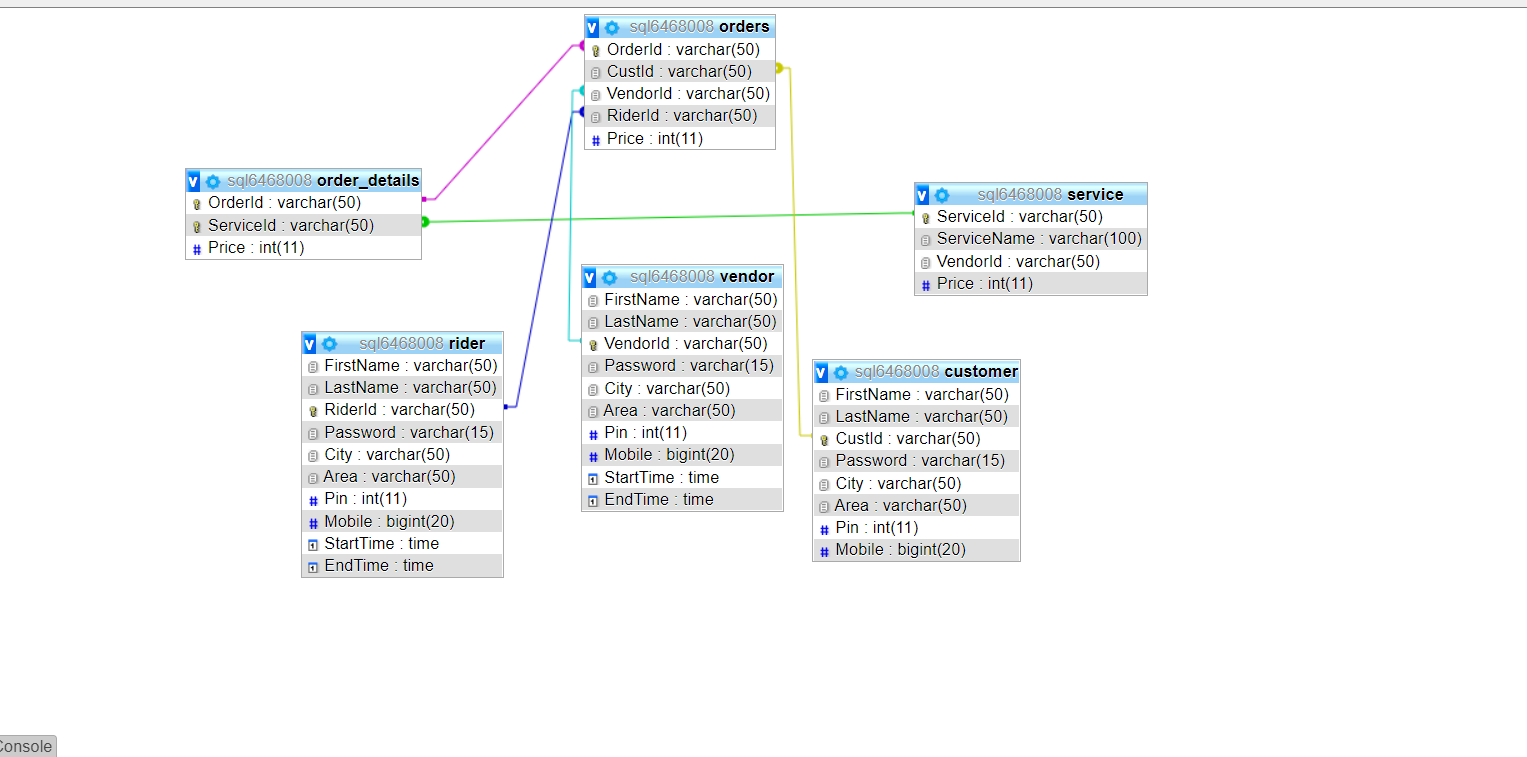 sql6468008 orders
OrderId : varchar(50)
CustId : varchar(50)
VendorId : varchar(50)
RiderId : varchar(50)
Price : int(11)
sql6468008 order_details
OrderId : varchar(50)
ServiceId : varchar(50)
Price : int(11)
sql6468008 service
ServiceId : varchar(50)
ServiceName : varchar(100)
VendorId : varchar(50)
Price : int(11)
sql6468008 vendor
FirstName : varchar(50)
LastName : varchar(50)
VendorId : varchar(50)
Password : varchar(15)
City : varchar(50)
Area : varchar(50)
Pin : int(11)
Mobile : bigint(20)
StartTime : time
EndTime : time
sql6468008 rider
FirstName : varchar(50)
LastName : varchar(50)
RiderId : varchar(50)
Password : varchar(15)
City : varchar(50)
Area : varchar(50)
Pin : int(11)
Mobile : bigint(20)
StartTime : time
EndTime : time
sql6468008 customer
FirstName : varchar(50)
LastName : varchar(50)
CustId : varchar(50)
Password : varchar(15)
City : varchar(50)
Area : varchar(50)
Pin : int(11)
Mobile : bigint(20)
Console